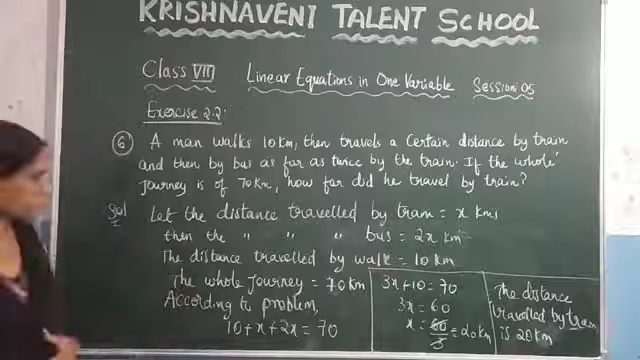 KRISHNAVENI TALENT SCHOOL
Class VIII Linear Equations in One Variable Session 05
Exercise 2.2
6 A man walks 10 Km, then travels a certain distance by train
and then by bus as far as twice by the train. If the whole
journey is of 70 Km, how far did he travel by train?
Sol Let the distance travelled by train = x kms
then the " " " bus = 2x km
The distance travelled by walk = 10 km
The whole journey = 70 km
According to problem,
10 + x + 2x = 70
3x + 10 = 70
3x = 60
x = 60/3 = 20 km
The distance
travelled by train
is 20 km